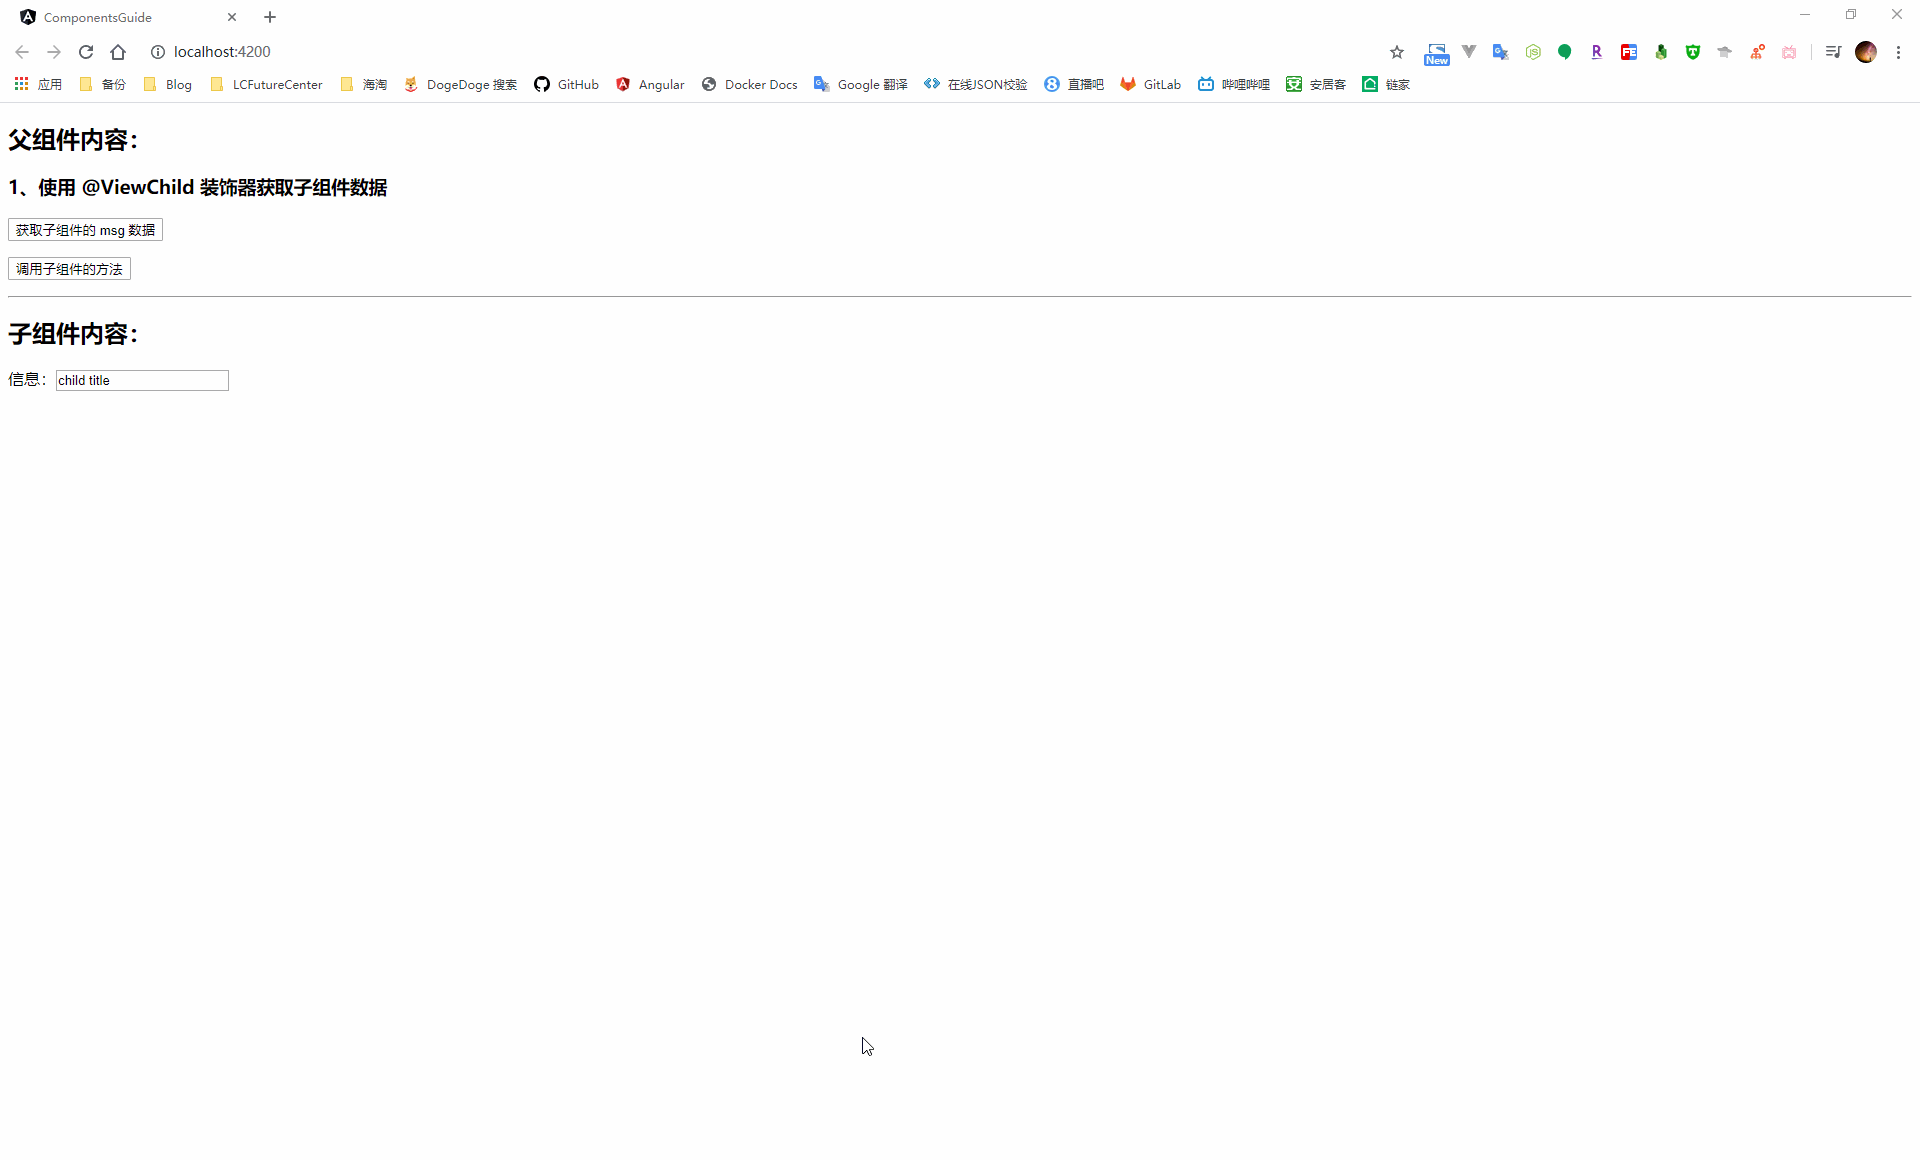 ComponentsGuide
localhost:4200
New
应用 备份 Blog LCFutureCenter 海淘 DogeDoge 搜索 GitHub Angular Docker Docs Google 翻译 在线JSON校验 直播吧 GitLab 哔哩哔哩 安居客 链家
父组件内容：
1、使用 @ViewChild 装饰器获取子组件数据
获取子组件的 msg 数据
调用子组件的方法
子组件内容：
信息： child title